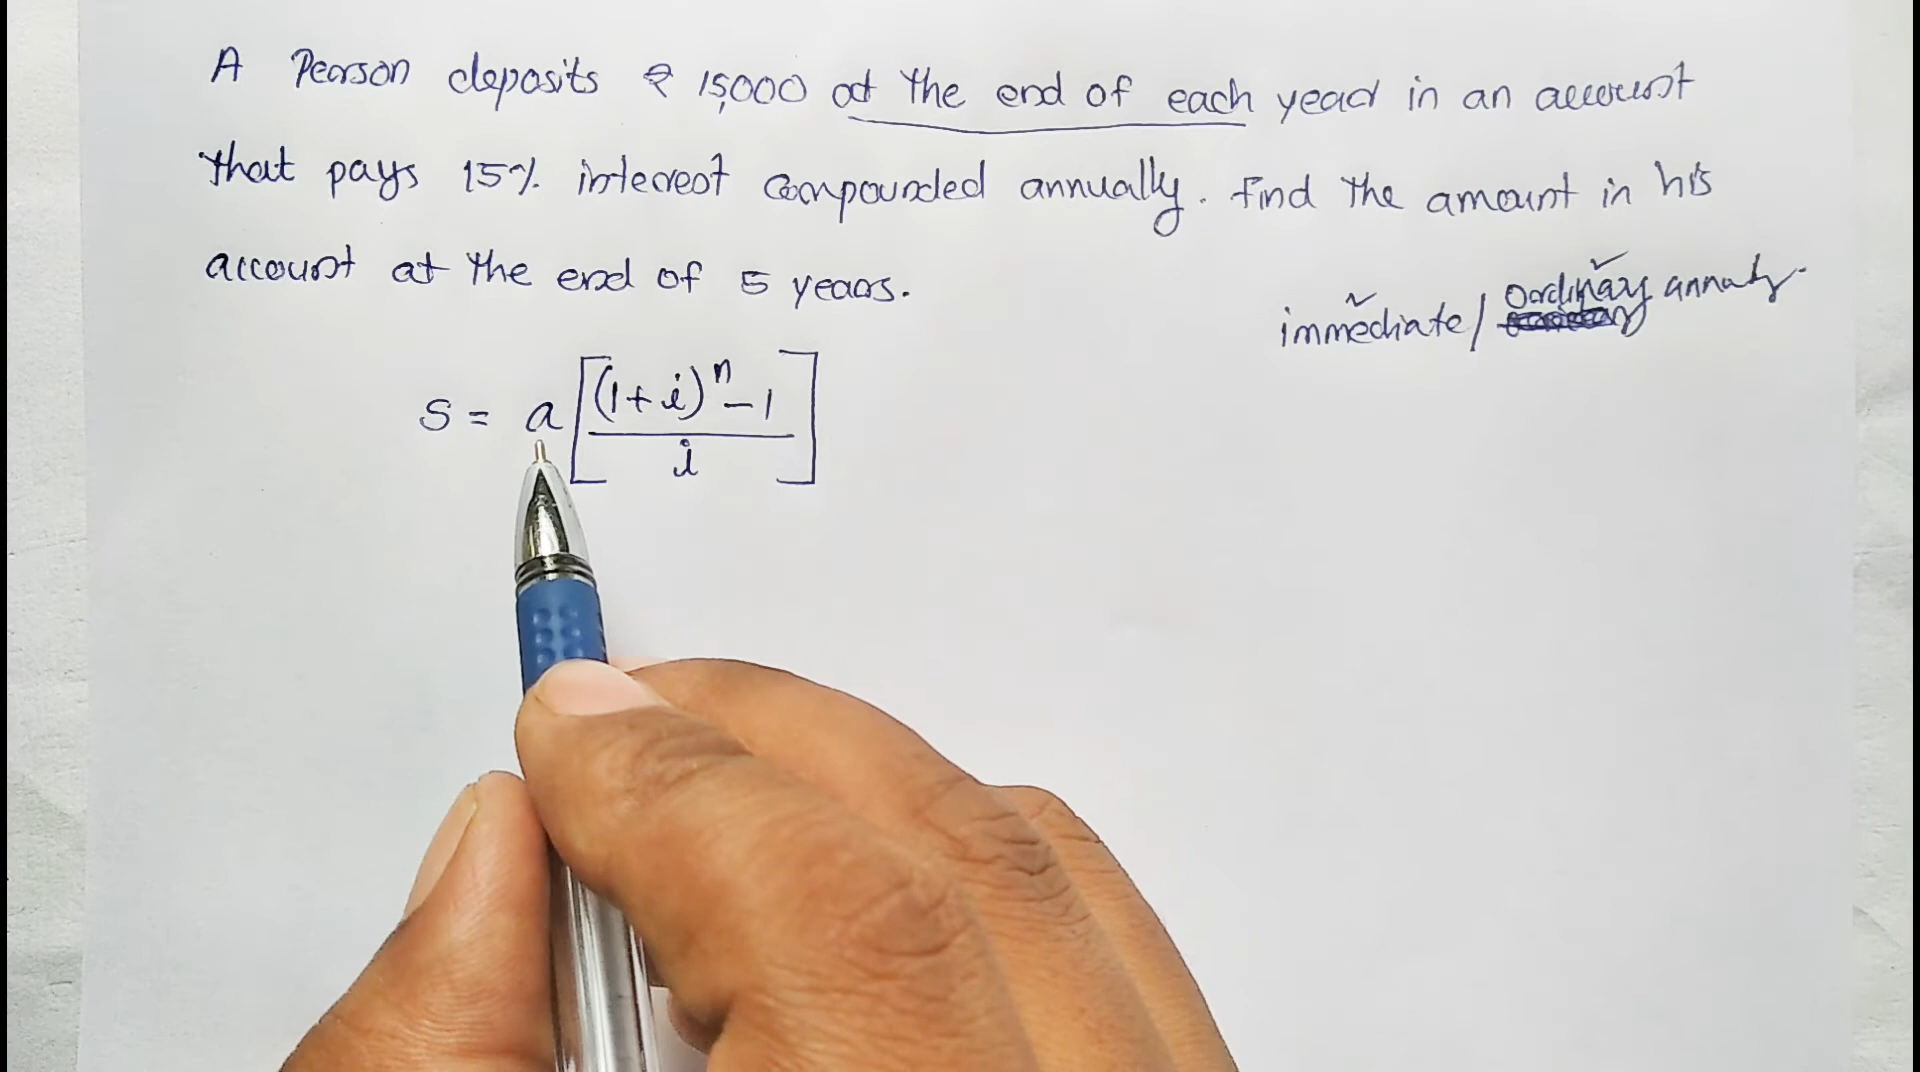 A Person deposits ₹ 15,000 at the end of each year in an account
that pays 15% interest compounded annually. Find the amount in his
account at the end of 5 years.
immediate / Ordinary annuity.
S = a [ (1+i)^n - 1 / i ]